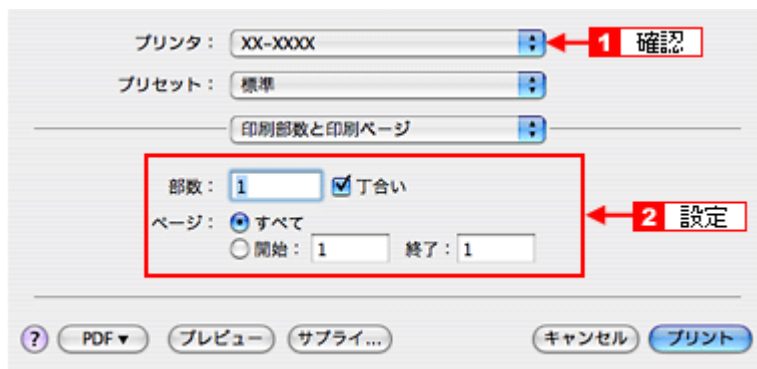 プリンタ： XX-XXXX 1 確認
プリセット： 標準
印刷部数と印刷ページ
部数： 1 丁合い
ページ： すべて
2 設定
開始： 1 終了： 1
? PDF▼ プレビュー サプライ... キャンセル プリント